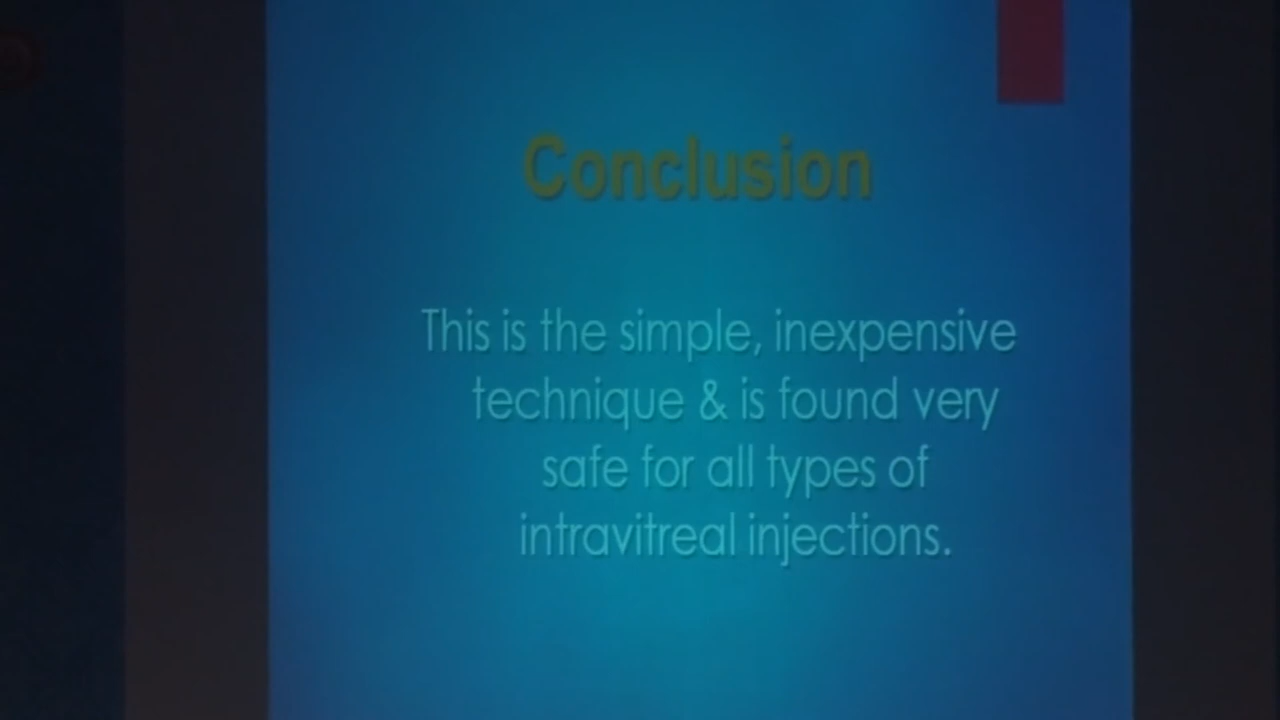 Conclusion
This is the simple, inexpensive
technique & is found very
safe for all types of
intravitreal injections.